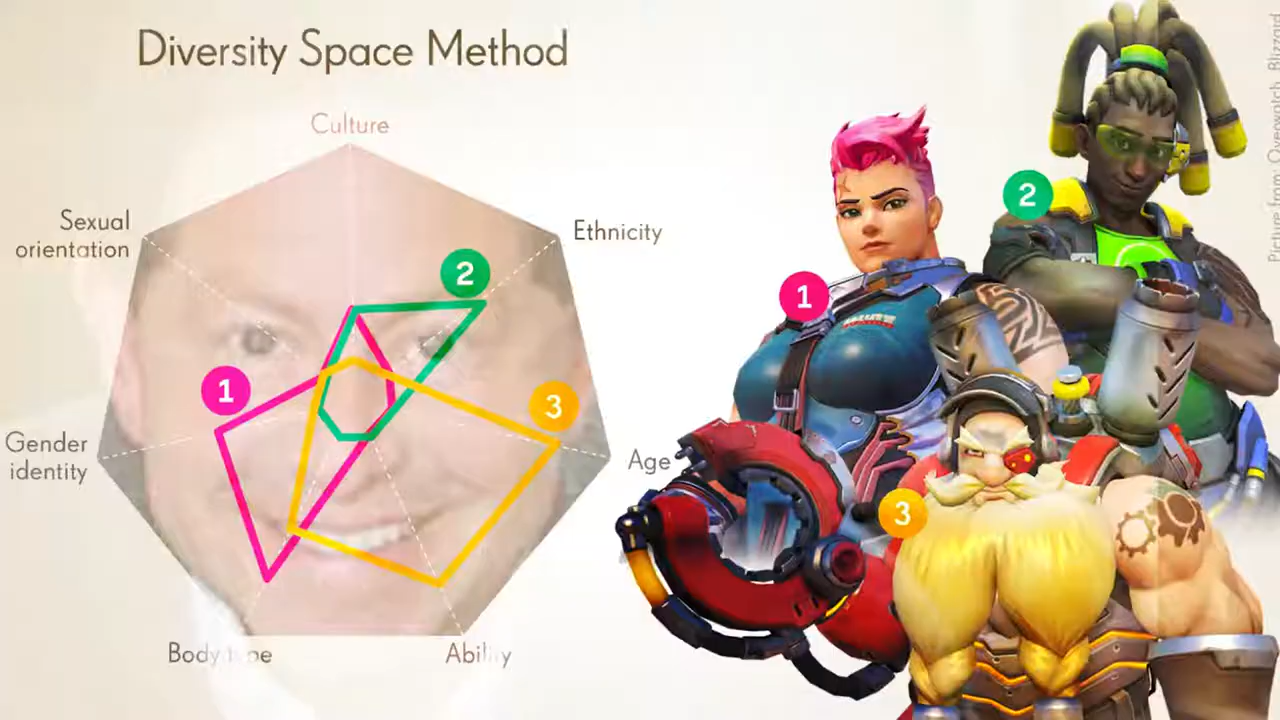 Diversity Space Method
Culture
Sexual
orientation
Ethnicity
Gender
identity
Age
Body type
Ability
1
2
3
1
2
3
Picture from: Overwatch, Blizzard